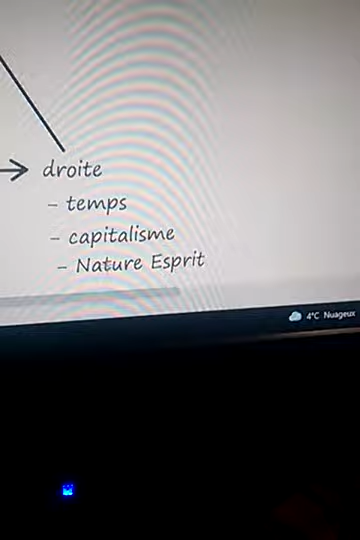 droite
- temps
- capitalisme
- Nature Esprit
4°C Nuageux